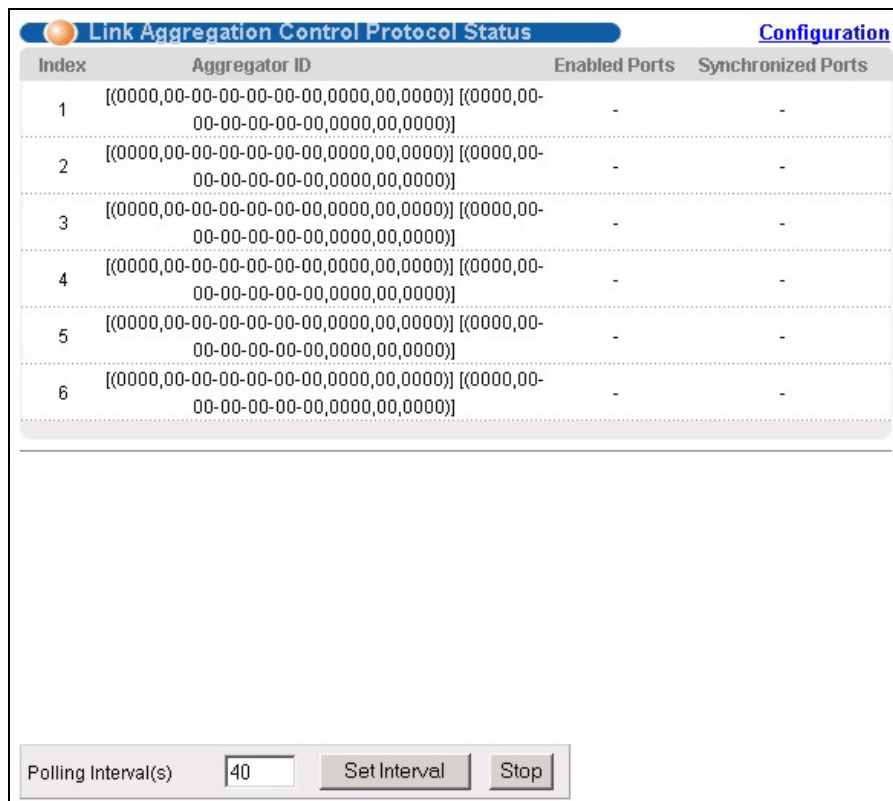 Link Aggregation Control Protocol Status Configuration
Index Aggregator ID Enabled Ports Synchronized Ports
1 [(0000,00-00-00-00-00-00,0000,00,0000)] [(0000,00-
00-00-00-00-00,0000,00,0000)] - -
2 [(0000,00-00-00-00-00-00,0000,00,0000)] [(0000,00-
00-00-00-00-00,0000,00,0000)] - -
3 [(0000,00-00-00-00-00-00,0000,00,0000)] [(0000,00-
00-00-00-00-00,0000,00,0000)] - -
4 [(0000,00-00-00-00-00-00,0000,00,0000)] [(0000,00-
00-00-00-00-00,0000,00,0000)] - -
5 [(0000,00-00-00-00-00-00,0000,00,0000)] [(0000,00-
00-00-00-00-00,0000,00,0000)] - -
6 [(0000,00-00-00-00-00-00,0000,00,0000)] [(0000,00-
00-00-00-00-00,0000,00,0000)] - -
Polling Interval(s) 40 Set Interval Stop